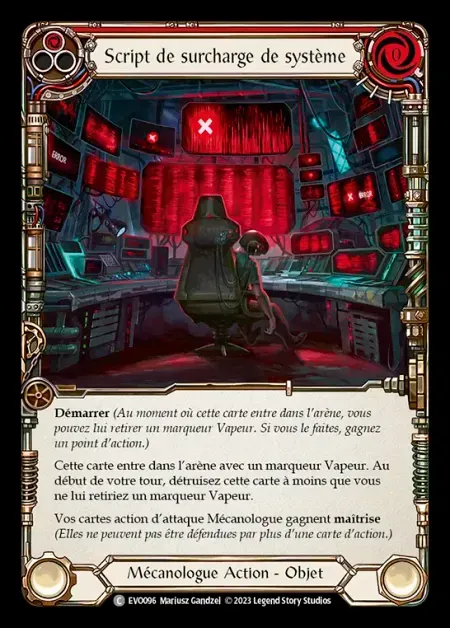 Script de surcharge de système
0
ERROR
ERROR
Démarrer (Au moment où cette carte entre dans l'arène, vous
pouvez lui retirer un marqueur Vapeur. Si vous le faites, gagnez
un point d'action.)
Cette carte entre dans l'arène avec un marqueur Vapeur. Au
début de votre tour, détruisez cette carte à moins que vous
ne lui retiriez un marqueur Vapeur.
Vos cartes action d'attaque Mécanologue gagnent maîtrise
(Elles ne peuvent pas être défendues par plus d'une carte d'action.)
Mécanologue Action - Objet
C EVO096 Mariusz Gandzel ©2023 Legend Story Studios